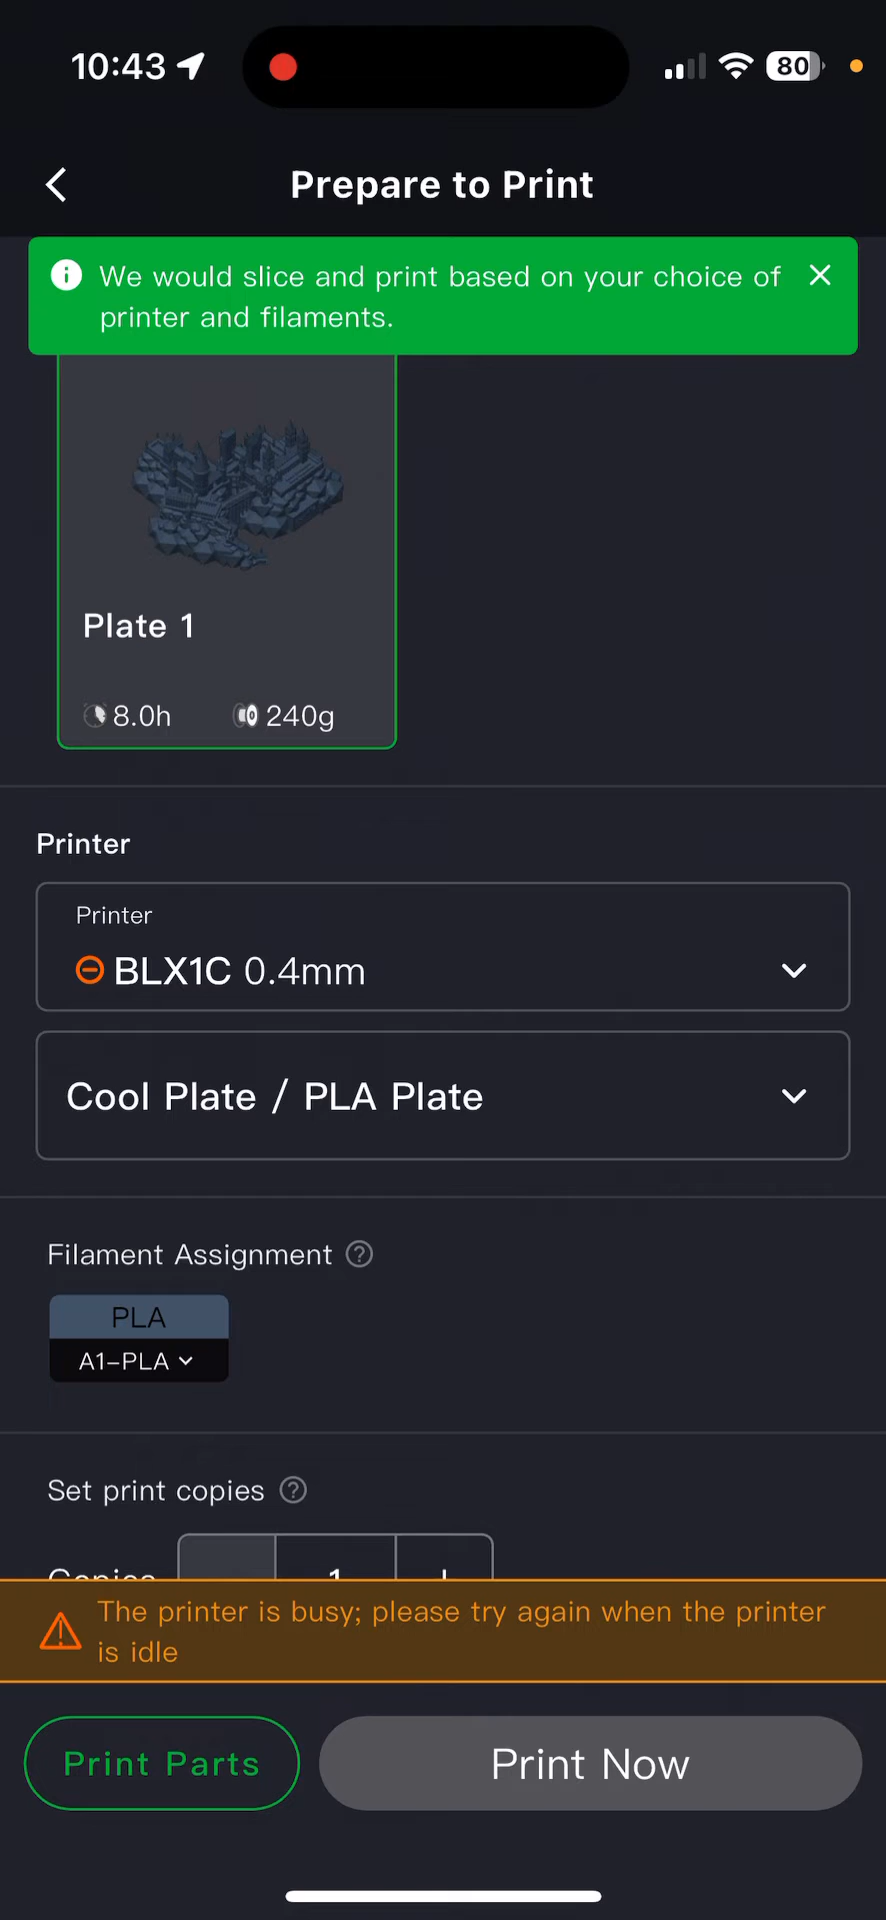 10:43
80
Prepare to Print
We would slice and print based on your choice of
printer and filaments.
Plate 1
8.0h 240g
Printer
Printer
BLX1C 0.4mm
Cool Plate / PLA Plate
Filament Assignment ?
PLA
A1-PLA
Set print copies ?
Copies 1 +
The printer is busy; please try again when the printer
is idle
Print Parts
Print Now